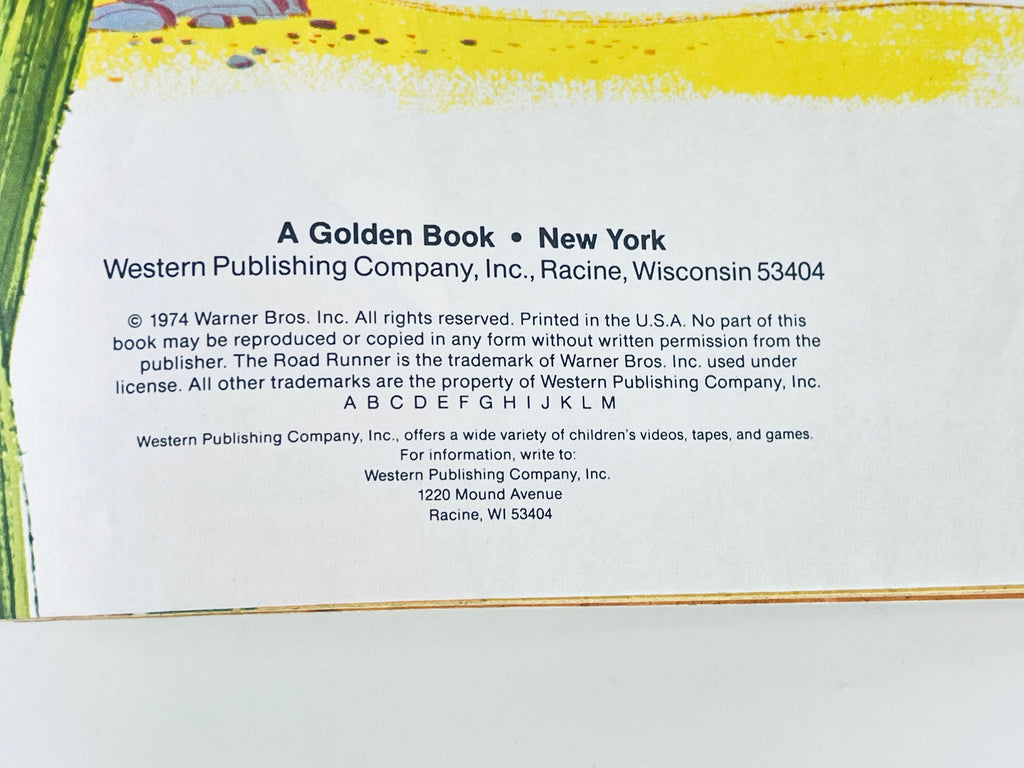 A Golden Book • New York
Western Publishing Company, Inc., Racine, Wisconsin 53404
© 1974 Warner Bros. Inc. All rights reserved. Printed in the U.S.A. No part of this
book may be reproduced or copied in any form without written permission from the
publisher. The Road Runner is the trademark of Warner Bros. Inc. used under
license. All other trademarks are the property of Western Publishing Company, Inc.
A B C D E F G H I J K L M
Western Publishing Company, Inc., offers a wide variety of children's videos, tapes, and games.
For information, write to:
Western Publishing Company, Inc.
1220 Mound Avenue
Racine, WI 53404